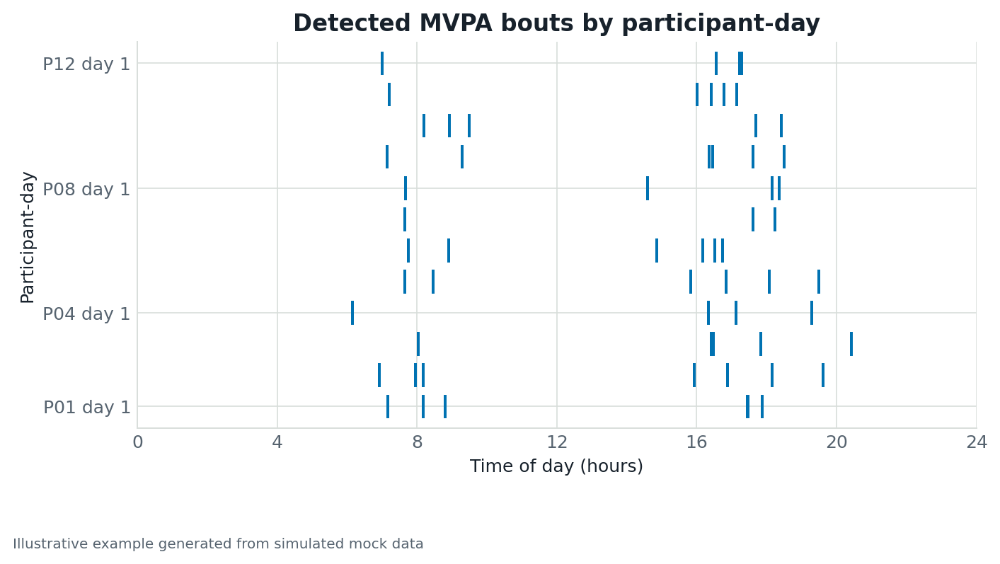 Detected MVPA bouts by participant-day
P12 day 1
P08 day 1
P04 day 1
P01 day 1
Participant-day
0 4 8 12 16 20 24
Time of day (hours)
Illustrative example generated from simulated mock data